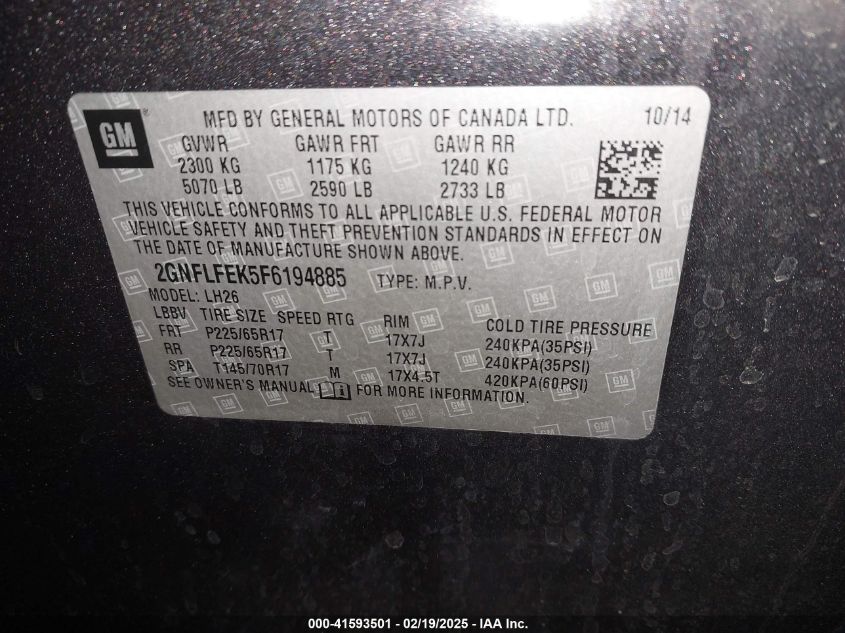 GM
MFD BY GENERAL MOTORS OF CANADA LTD. 10/14
GVWR GAWR FRT GAWR RR
2300 KG 1175 KG 1240 KG
5070 LB 2590 LB 2733 LB
THIS VEHICLE CONFORMS TO ALL APPLICABLE U.S. FEDERAL MOTOR
VEHICLE SAFETY AND THEFT PREVENTION STANDARDS IN EFFECT ON
THE DATE OF MANUFACTURE SHOWN ABOVE.
2GNFLFEK5F6194885 TYPE: M.P.V.
MODEL: LH26
LBBV TIRE SIZE SPEED RTG RIM COLD TIRE PRESSURE
FRT P225/65R17 T 17X7J 240KPA(35PSI)
RR P225/65R17 T 17X7J 240KPA(35PSI)
SPA T145/70R17 M 17X4.5T 420KPA(60PSI)
SEE OWNER'S MANUAL FOR MORE INFORMATION.
000-41593501 - 02/19/2025 - IAA Inc.